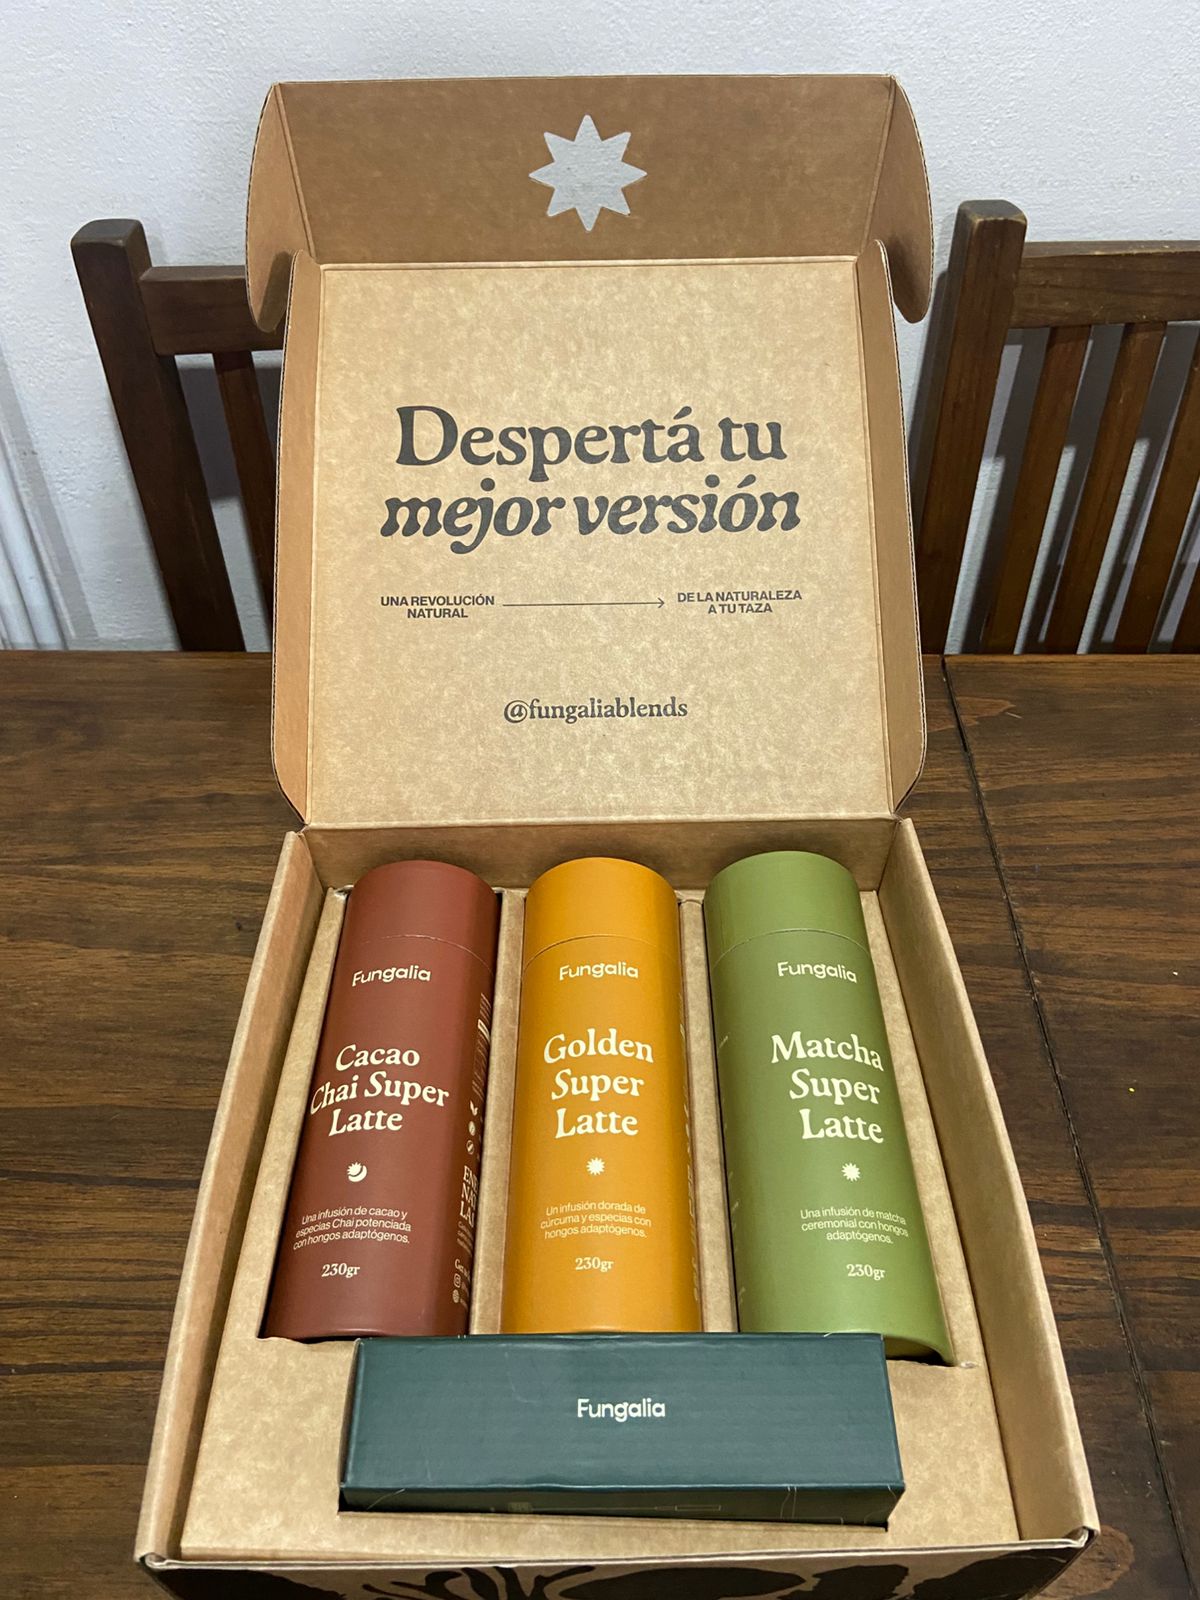 Despertá tu
mejor versión
UNA REVOLUCIÓN
NATURAL
DE LA NATURALEZA
A TU TAZA
@fungaliablends
Fungalia
Cacao
Chai Super
Latte
Una infusión de cacao y
especias Chai potenciada
con hongos adaptógenos.
230gr
Fungalia
Golden
Super
Latte
Un infusión dorada de
cúrcuma y especias con
hongos adaptógenos.
230gr
Fungalia
Matcha
Super
Latte
Una infusión de matcha
ceremonial con hongos
adaptógenos.
230gr
Fungalia